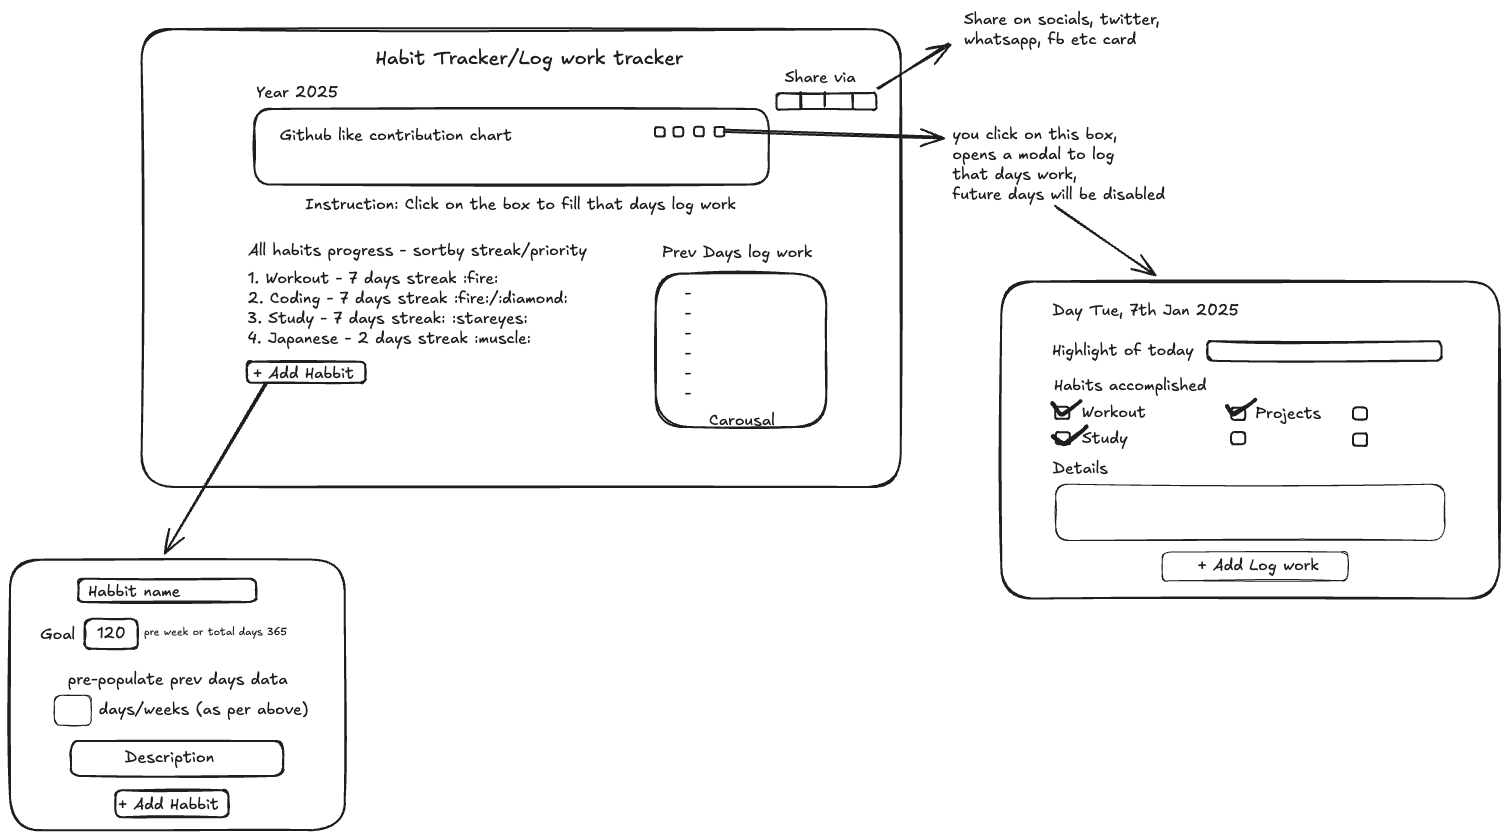 Share on socials, twitter,
whatsapp, fb etc card
Habit Tracker/Log work tracker
Share via
Year 2025
Github like contribution chart
you click on this box,
opens a modal to log
that days work,
future days will be disabled
Instruction: Click on the box to fill that days log work
All habits progress - sortby streak/priority
1. Workout - 7 days streak :fire:
2. Coding - 7 days streak :fire:/:diamond:
3. Study - 7 days streak: :stareyes:
4. Japanese - 2 days streak :muscle:
+ Add Habbit
Prev Days log work
-
-
-
-
-
-
Carousal
Day Tue, 7th Jan 2025
Highlight of today
Habits accomplished
Workout Projects
Study
Details
+ Add Log work
Habbit name
Goal 120 pre week or total days 365
pre-populate prev days data
days/weeks (as per above)
Description
+ Add Habbit